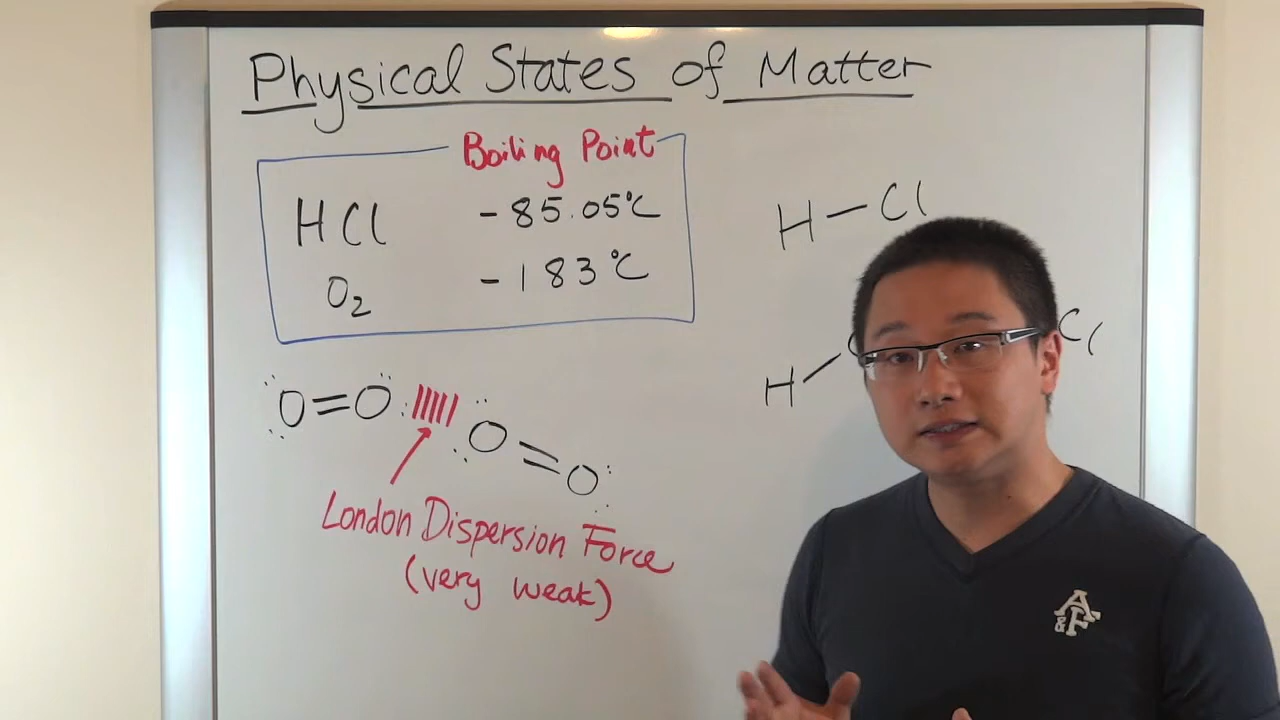 Physical States of Matter
Boiling Point
HCl -85.05°C
O₂ -183°C
H—Cl
H Cl
O=O O=O
London Dispersion Force
(very weak)
A&F